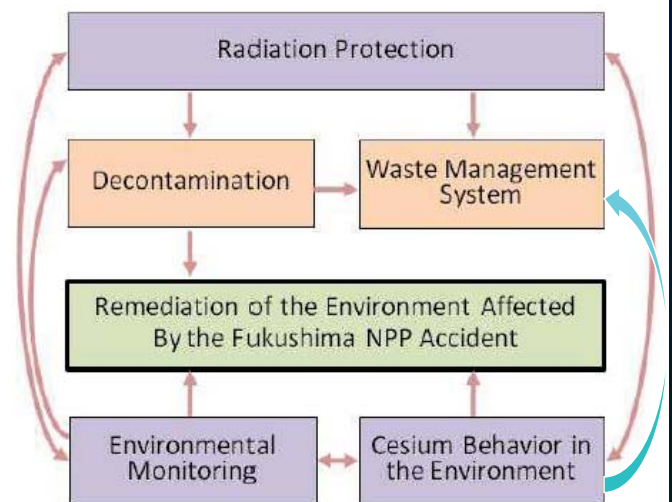 Radiation Protection
Decontamination
Waste Management
System
Remediation of the Environment Affected
By the Fukushima NPP Accident
Environmental
Monitoring
Cesium Behavior in
the Environment